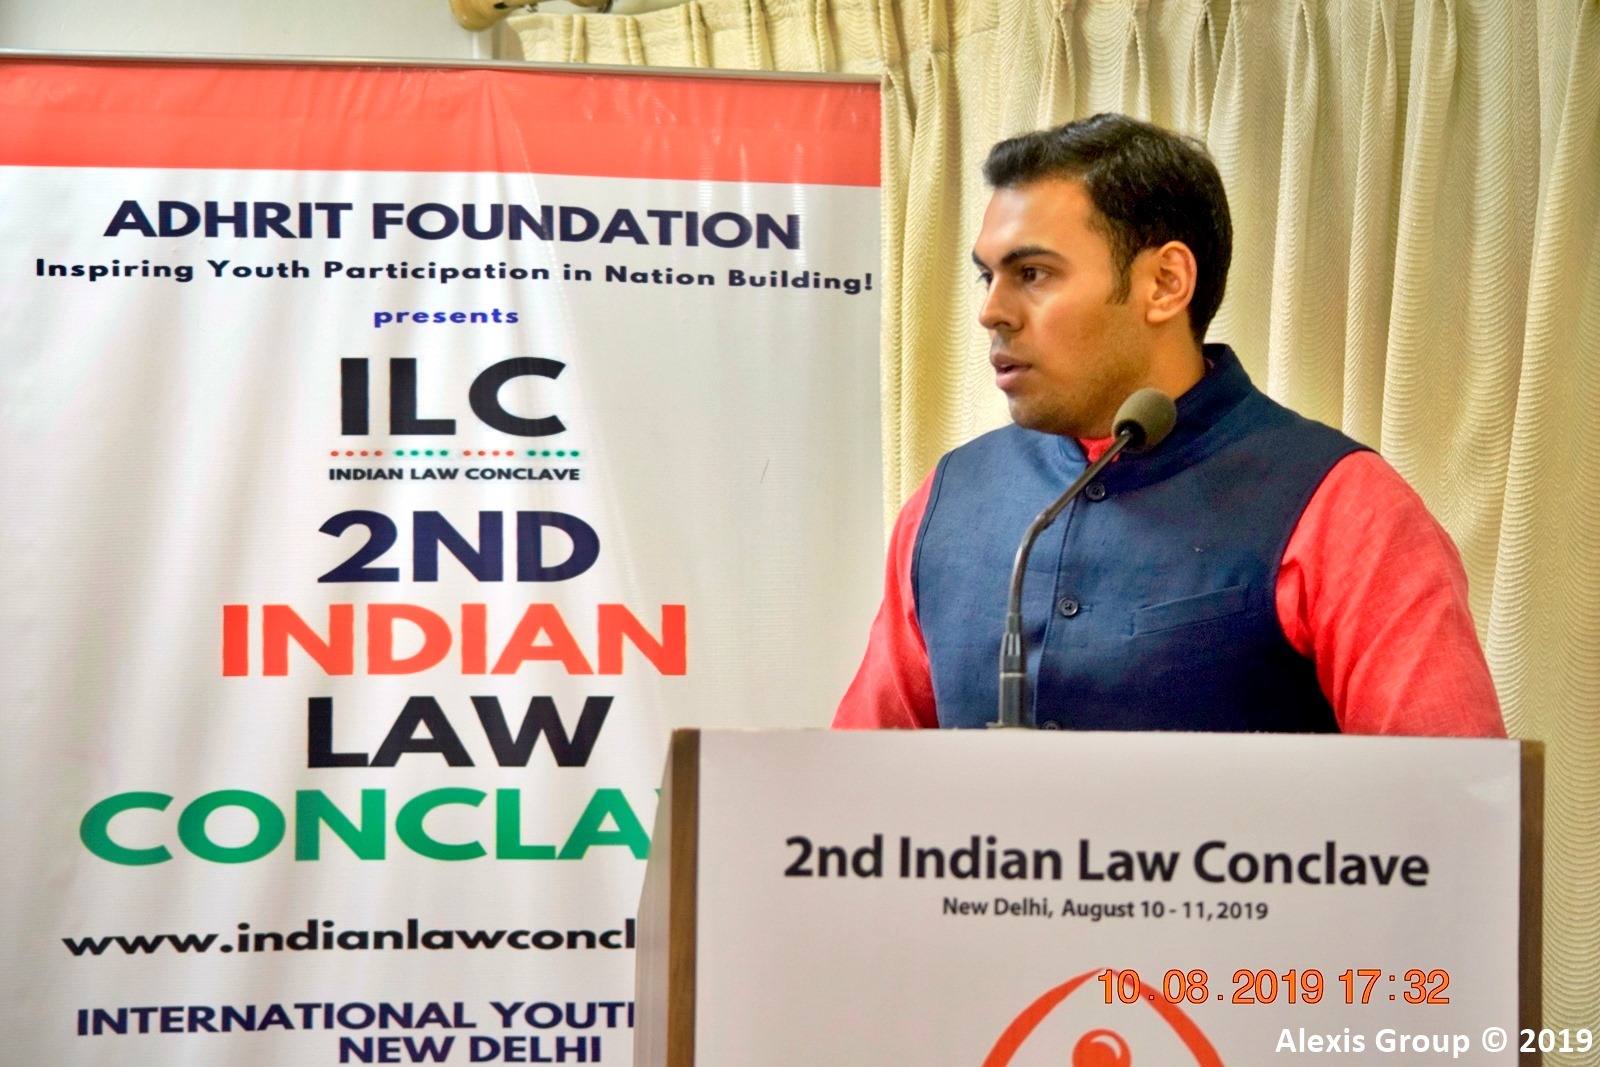 ADHRIT FOUNDATION
Inspiring Youth Participation in Nation Building!
presents
ILC
INDIAN LAW CONCLAVE
2ND
INDIAN
LAW
CONCLA
www.indianlawconcl
INTERNATIONAL YOUT
NEW DELHI
2nd Indian Law Conclave
New Delhi, August 10 - 11, 2019
10.08.2019 17:32
Alexis Group © 2019